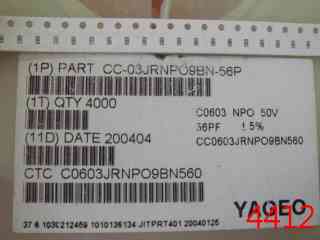 (1P) PART CC-03JRNPO9BN-56P
(1T) QTY 4000
C0603 NPO 50V
56PF ±5%
(11D) DATE 200404
CC0603JRNPO9BN560
CTC C0603JRNPO9BN560
YAGEO
4412